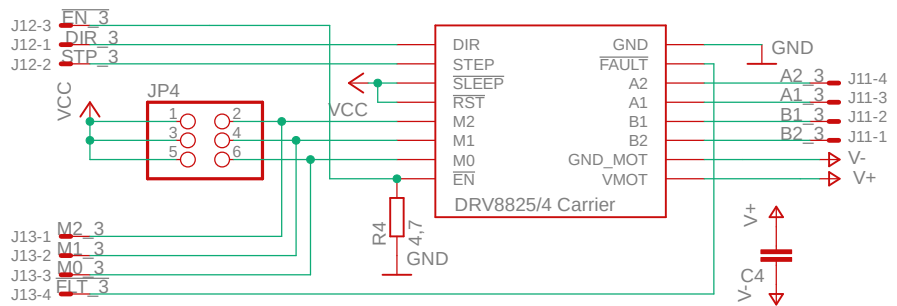 J12-3 EN_3
J12-1 DIR_3
J12-2 STP_3
VCC
JP4
1 2
3 4
5 6
VCC
DIR GND
STEP FAULT
SLEEP A2
RST A1
M2 B1
M1 B2
M0 GND_MOT
EN VMOT
DRV8825/4 Carrier
GND
A2_3 J11-4
A1_3 J11-3
B1_3 J11-2
B2_3 J11-1
V-
V+
R4
4,7
GND
V+
C4
V-
J13-1 M2_3
J13-2 M1_3
J13-3 M0_3
J13-4 FLT_3